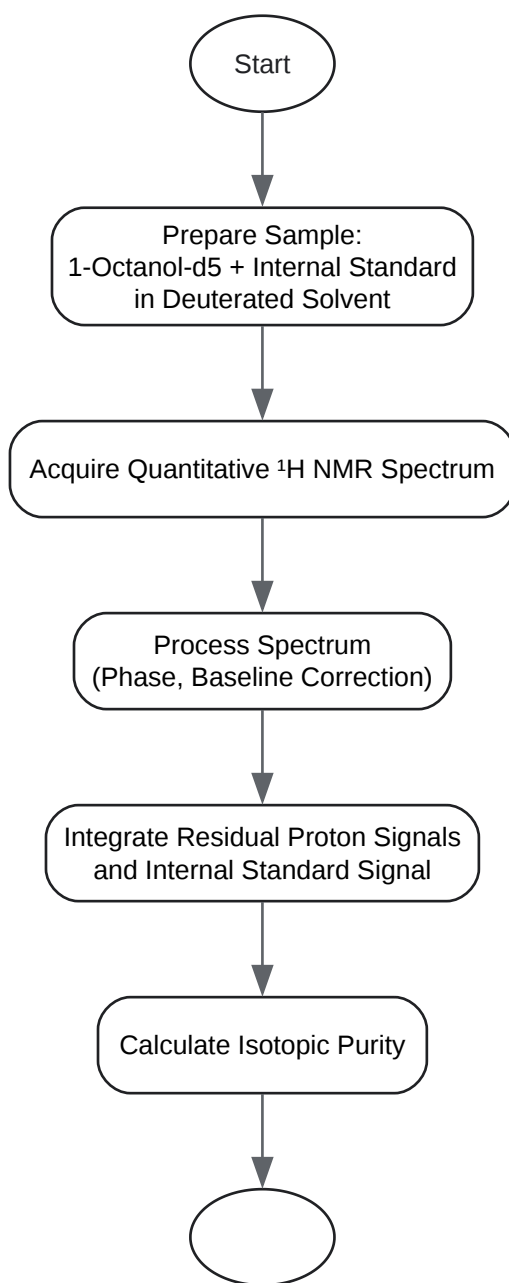 Start
Prepare Sample:
1-Octanol-d5 + Internal Standard
in Deuterated Solvent
Acquire Quantitative ¹H NMR Spectrum
Process Spectrum
(Phase, Baseline Correction)
Integrate Residual Proton Signals
and Internal Standard Signal
Calculate Isotopic Purity